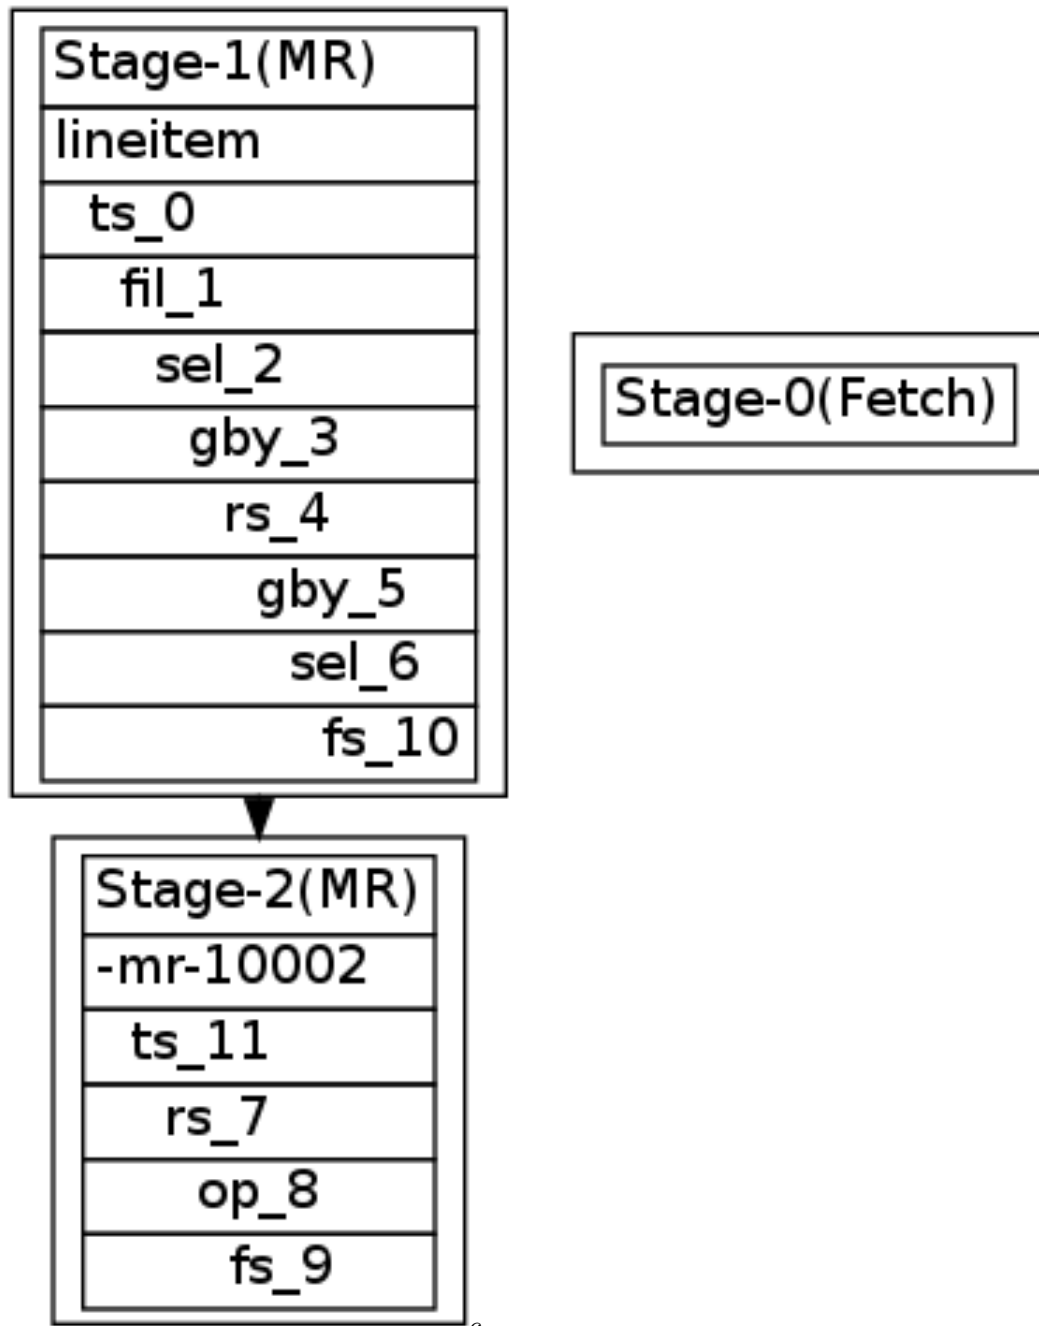 Stage-1(MR)
lineitem
ts_0
fil_1
sel_2
gby_3
rs_4
gby_5
sel_6
fs_10
Stage-0(Fetch)
Stage-2(MR)
-mr-10002
ts_11
rs_7
op_8
fs_9